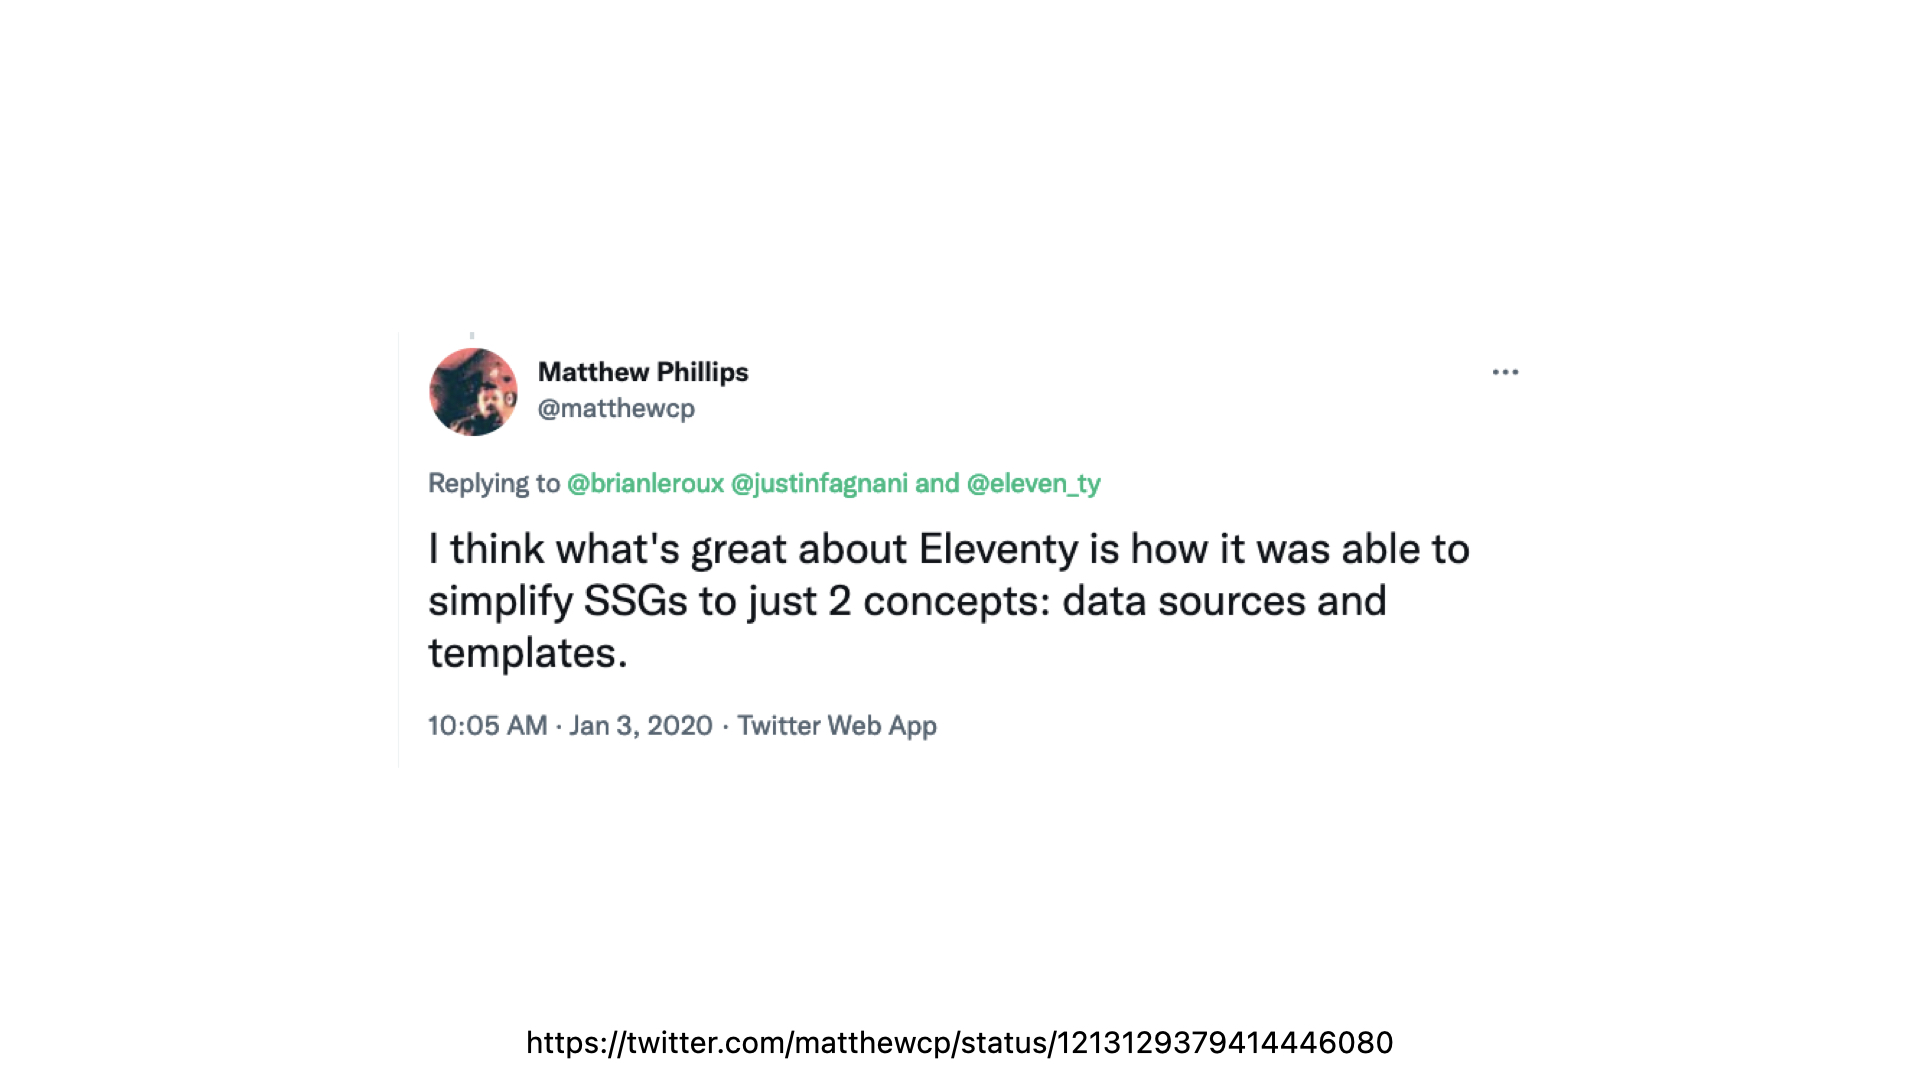 Matthew Phillips
@matthewcp
Replying to @brianleroux @justinfagnani and @eleven_ty
I think what's great about Eleventy is how it was able to
simplify SSGs to just 2 concepts: data sources and
templates.
10:05 AM · Jan 3, 2020 · Twitter Web App
https://twitter.com/matthewcp/status/1213129379414446080